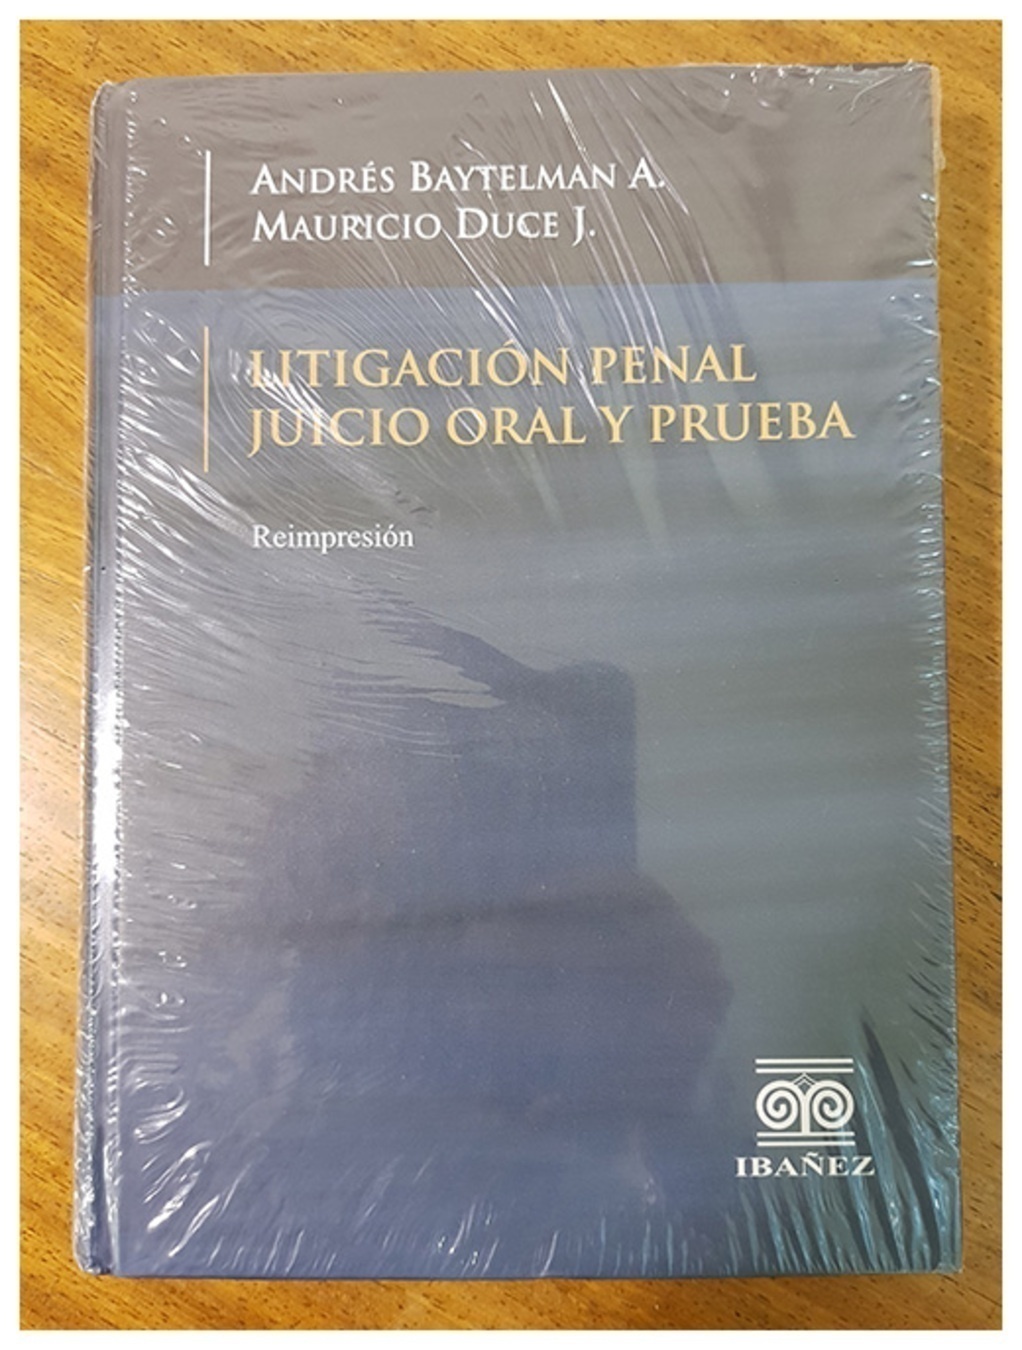 ANDRÉS BAYTELMAN A.
MAURICIO DUCE J.
LITIGACIÓN PENAL
JUICIO ORAL Y PRUEBA
Reimpresión
IBAÑEZ